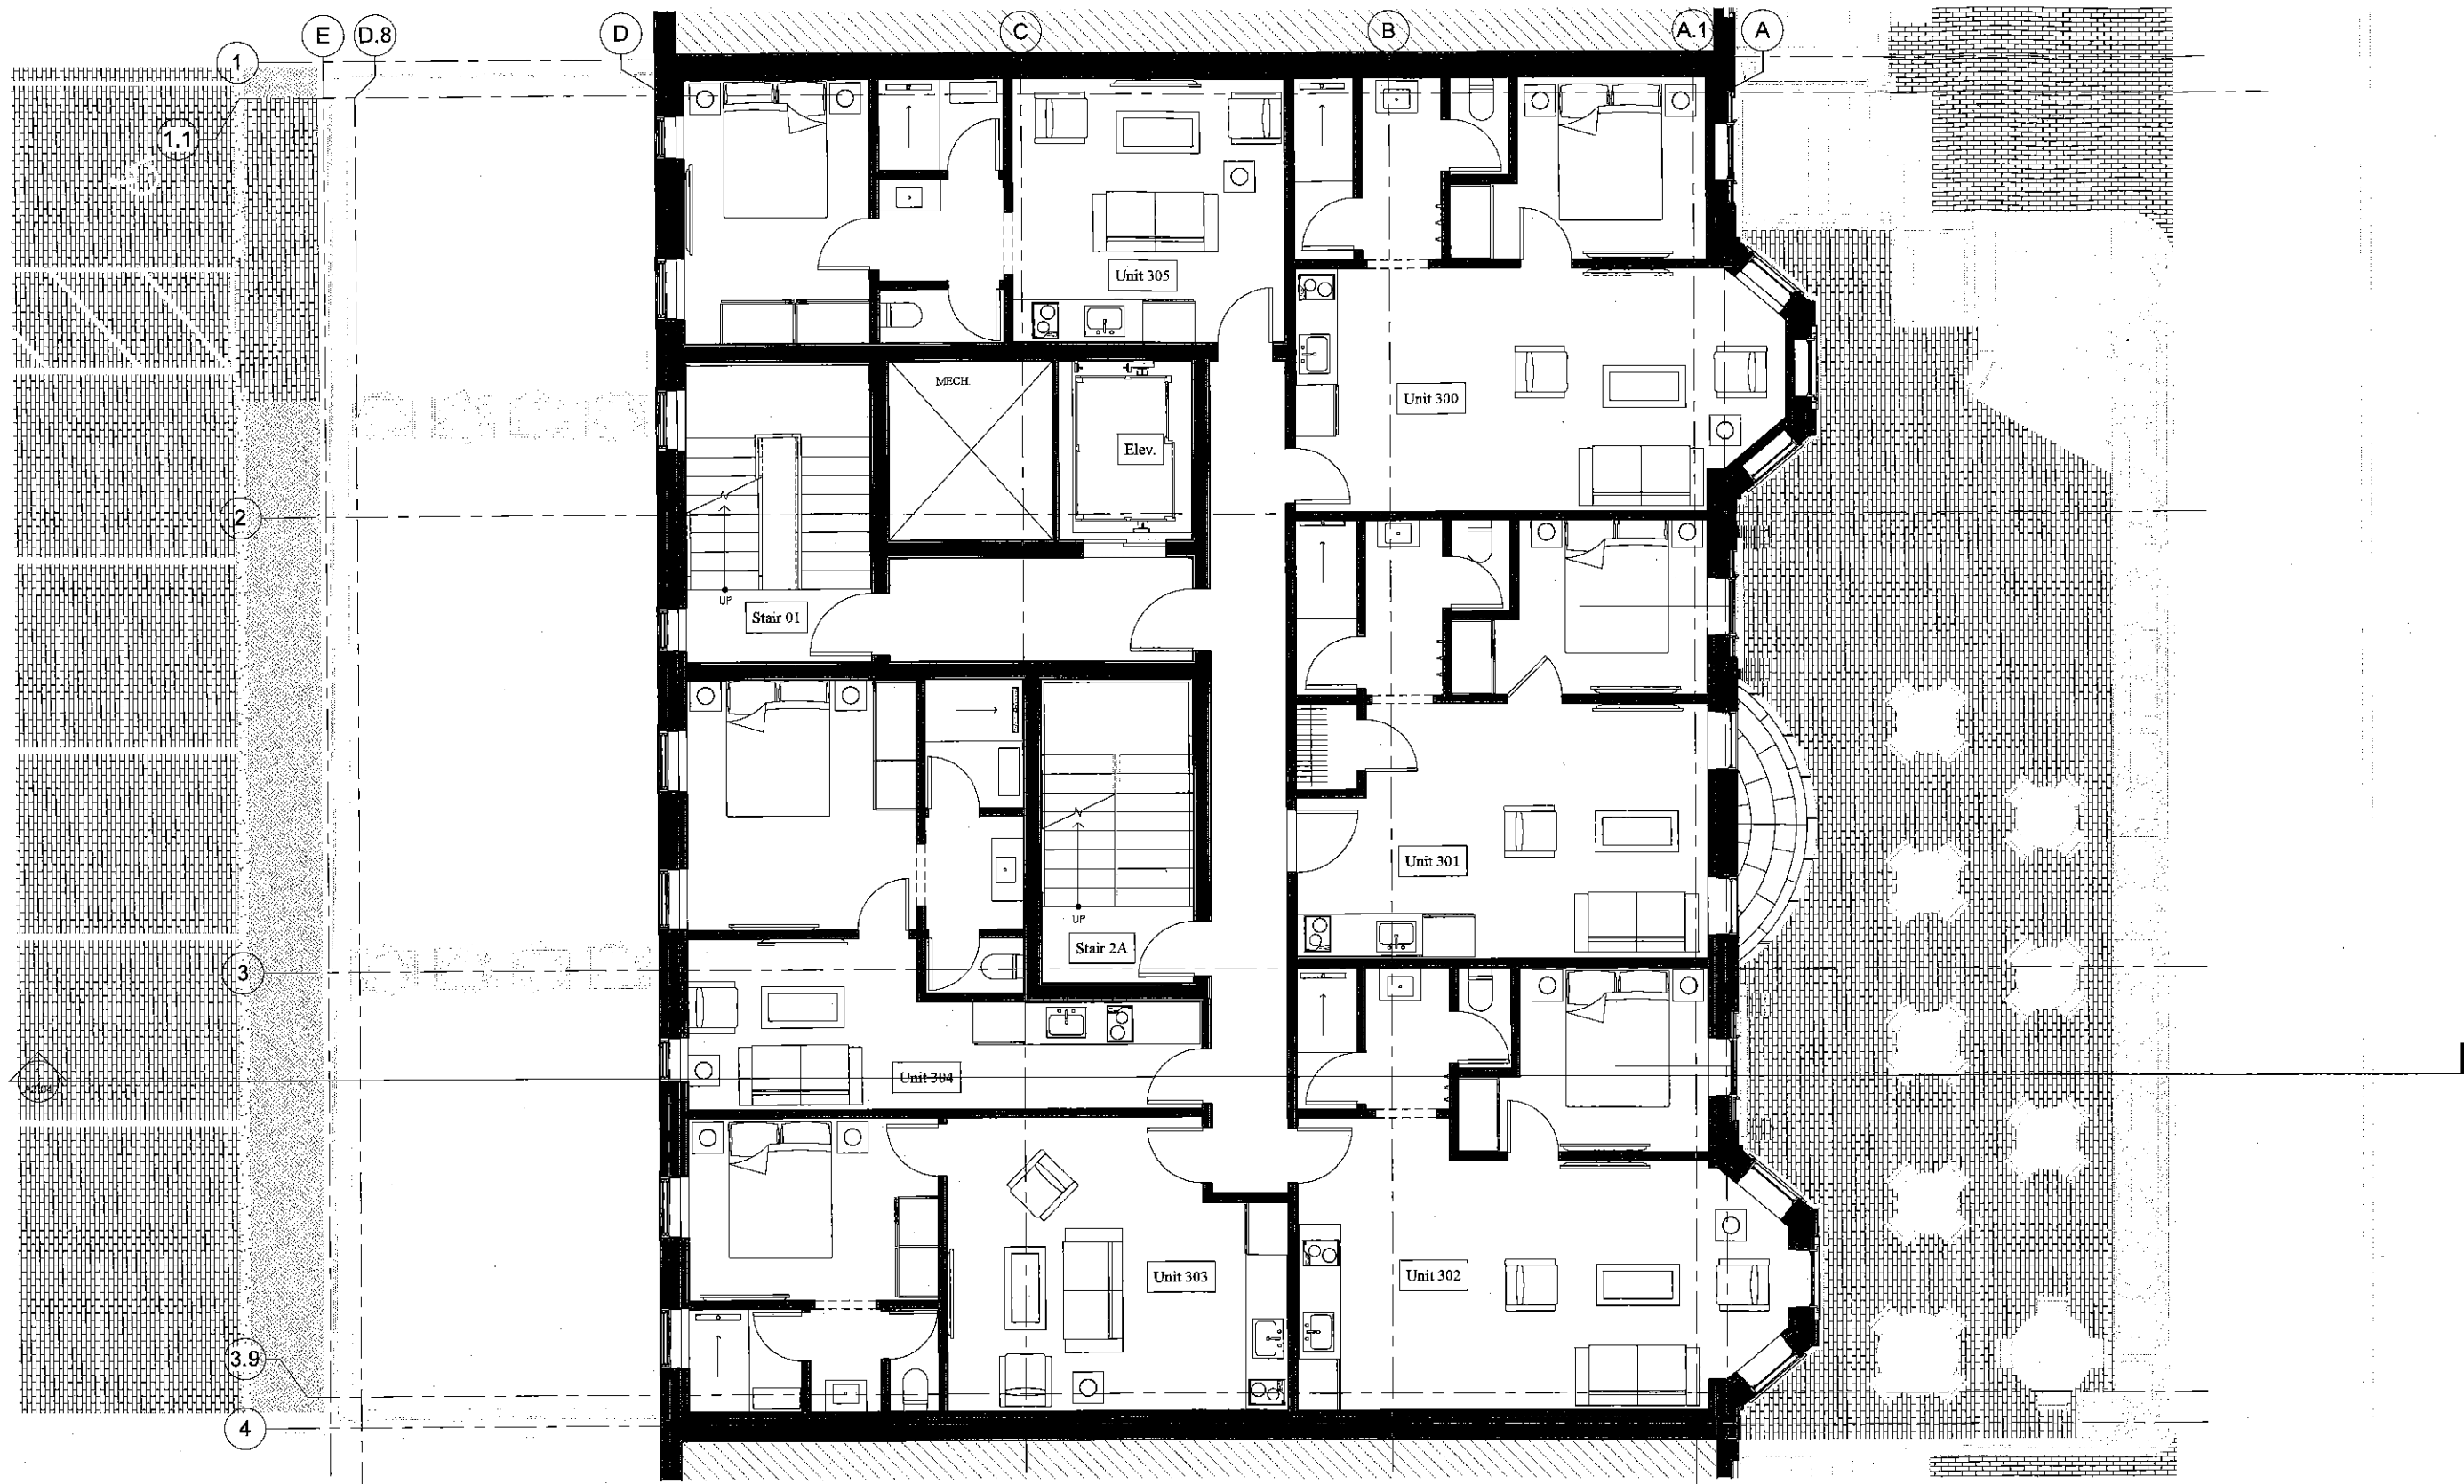 E
D.8
D
C
B
A.1
A
1
1.1
Unit 305
MECH.
Unit 300
Elev.
2
UP
Stair 01
Unit 301
UP
Stair 2A
3
Unit 304
Unit 303
Unit 302
3.9
4